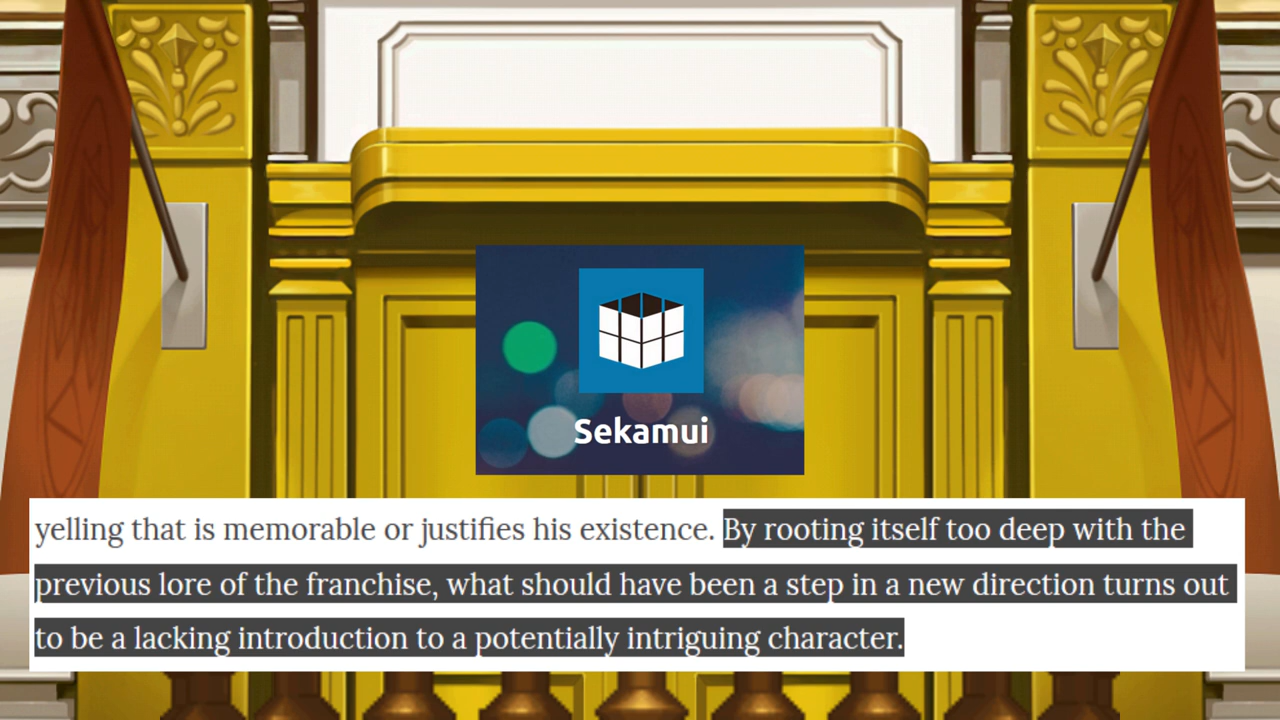 Sekamui
yelling that is memorable or justifies his existence. By rooting itself too deep with the
previous lore of the franchise, what should have been a step in a new direction turns out
to be a lacking introduction to a potentially intriguing character.